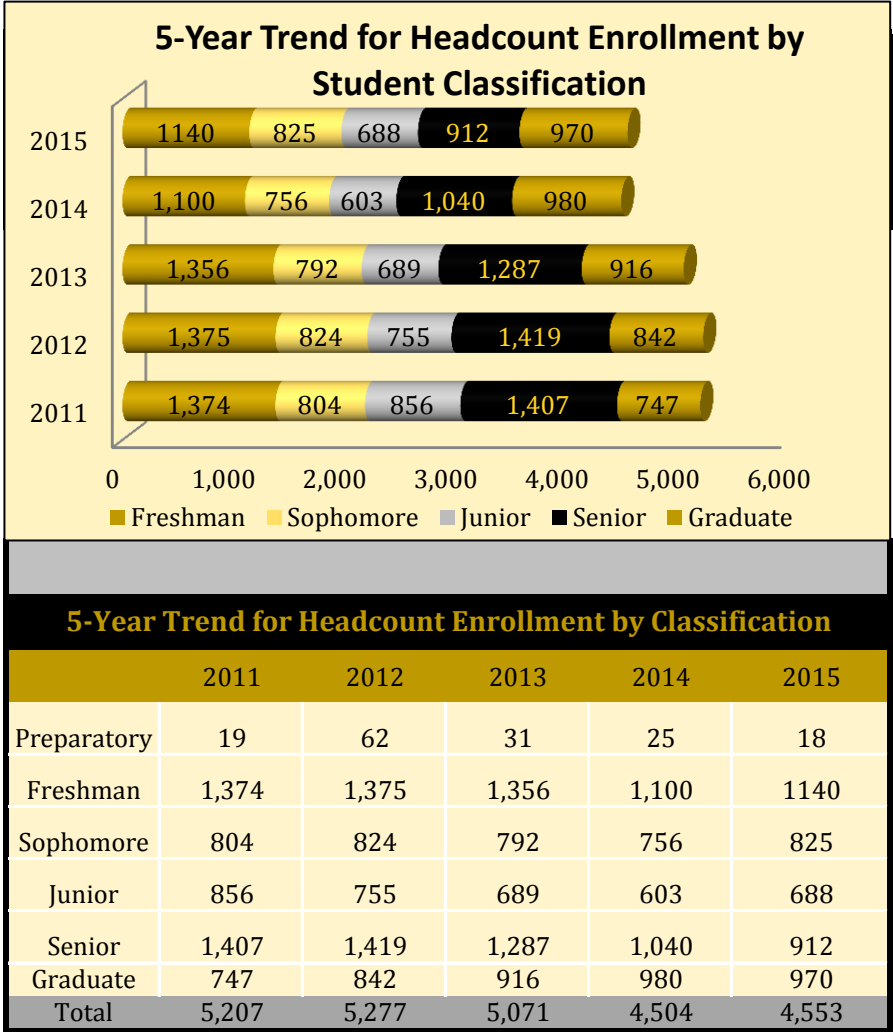 5-Year Trend for Headcount Enrollment by
Student Classification
2015 1140 825 688 912 970
2014 1,100 756 603 1,040 980
2013 1,356 792 689 1,287 916
2012 1,375 824 755 1,419 842
2011 1,374 804 856 1,407 747
0 1,000 2,000 3,000 4,000 5,000 6,000
Freshman Sophomore Junior Senior Graduate
5-Year Trend for Headcount Enrollment by Classification
2011 2012 2013 2014 2015
Preparatory 19 62 31 25 18
Freshman 1,374 1,375 1,356 1,100 1140
Sophomore 804 824 792 756 825
Junior 856 755 689 603 688
Senior 1,407 1,419 1,287 1,040 912
Graduate 747 842 916 980 970
Total 5,207 5,277 5,071 4,504 4,553